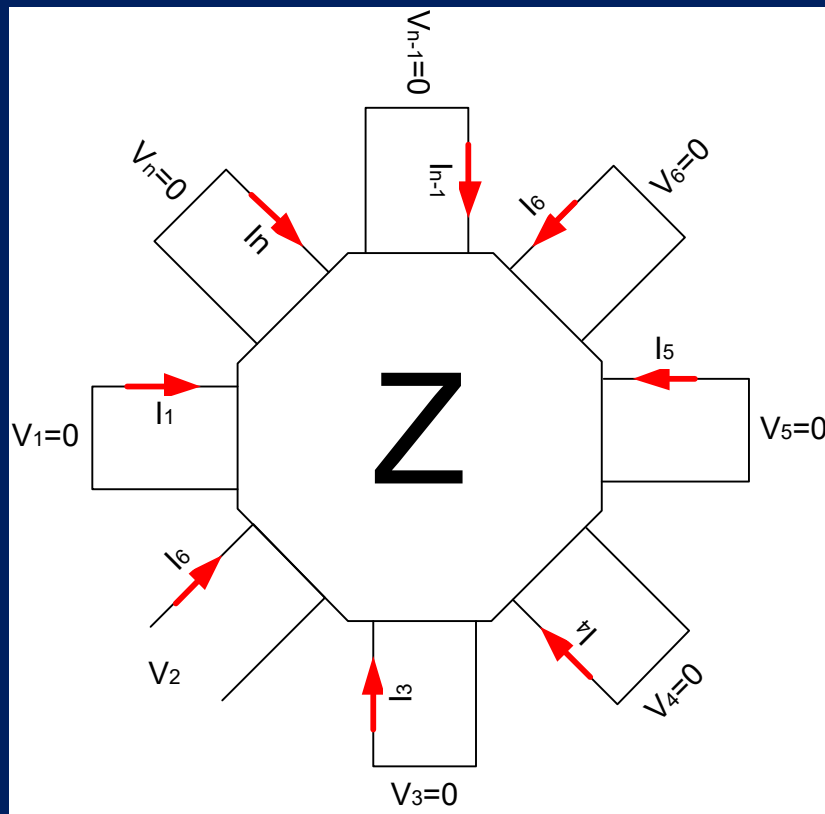 Vn-1=0
Vn=0
In-1
I6
V6=0
In
I5
I1
V1=0
Z
V5=0
I6
I4
V2
I3
V4=0
V3=0